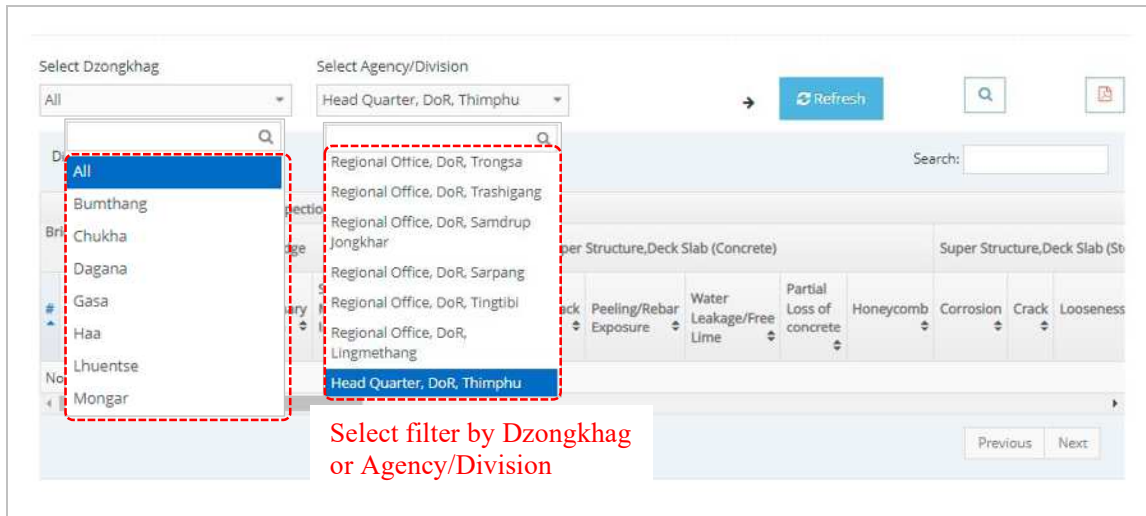 Select Dzongkhag
Select Agency/Division
All
Head Quarter, DoR, Thimphu
Refresh
All
Bumthang
Chukha
Dagana
Gasa
Haa
Lhuentse
Mongar
Regional Office, DoR, Trongsa
Regional Office, DoR, Trashigang
Regional Office, DoR, Samdrup
Jongkhar
Regional Office, DoR, Sarpang
Regional Office, DoR, Tingtibi
Regional Office, DoR,
Lingmethang
Head Quarter, DoR, Thimphu
Search:
Structure,Deck Slab (Concrete)
Super Structure,Deck Slab
#
Peeling/Rebar
Exposure
Water
Leakage/Free
Lime
Partial
Loss of
concrete
Honeycomb
Corrosion
Crack
Looseness
No
Select filter by Dzongkhag
or Agency/Division
Previous
Next